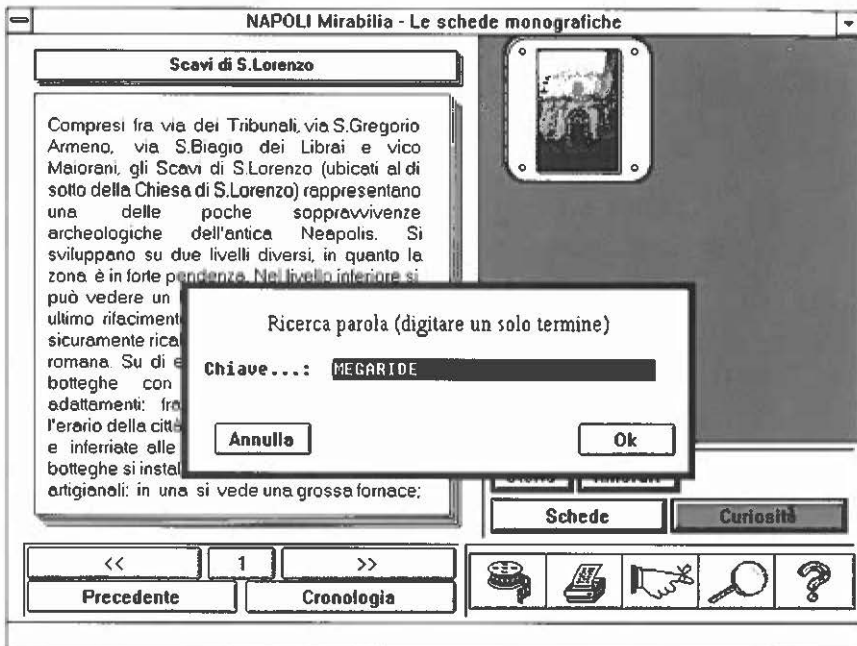 NAPOLI Mirabilia - Le schede monografiche
Scavi di S.Lorenzo
Compresi fra via dei Tribunali, via S.Gregorio
Armeno, via S.Biagio dei Librai e vico
Maiorani, gli Scavi di S.Lorenzo (ubicati al di
sotto della Chiesa di S.Lorenzo) rappresentano
una delle poche sopravvivenze
archeologiche dell'antica Neapolis. Si
sviluppano su due livelli diversi, in quanto la
zona è in forte pendenza. Nel livello inferiore si
può vedere un
ultimo rifacimento
sicuramente rical
romana. Su di e
botteghe con
adattamenti: fra
l'erario della città
e inferriate alle
botteghe si instal
artigianali: in una si vede una grossa fornace;
Ricerca parola (digitare un solo termine)
Chiave...: MEGARIDE
Annulla Ok
Schede Curiosità
<< 1 >>
Precedente Cronologia